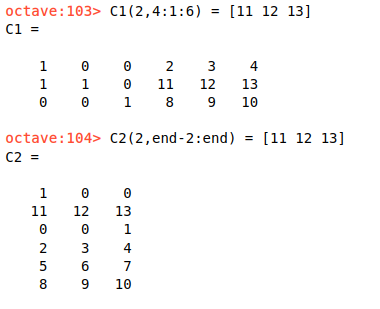 octave:103> C1(2,4:1:6) = [11 12 13]
C1 =
1 0 0 2 3 4
1 1 0 11 12 13
0 0 1 8 9 10
octave:104> C2(2,end-2:end) = [11 12 13]
C2 =
1 0 0
11 12 13
0 0 1
2 3 4
5 6 7
8 9 10